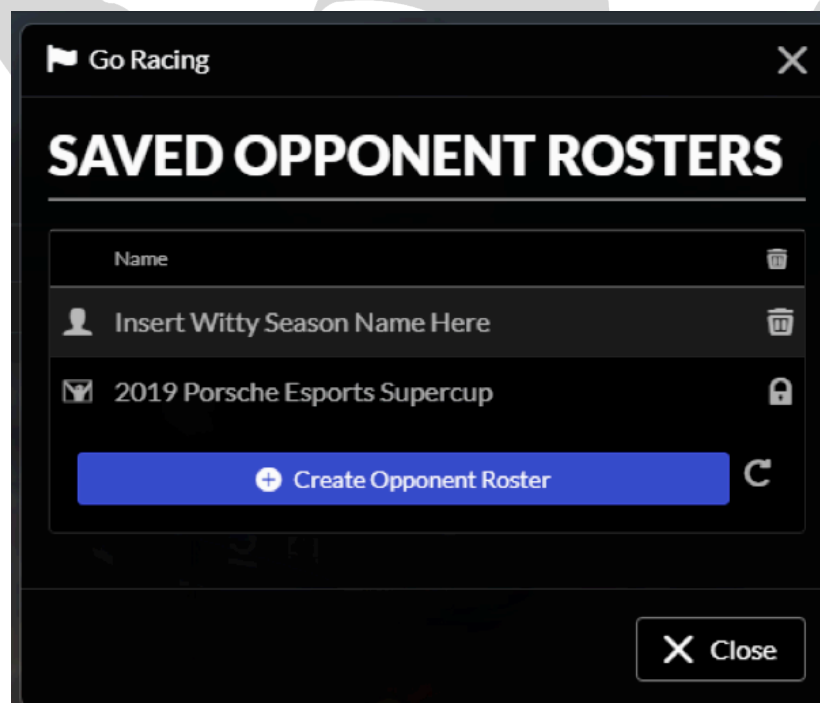 Go Racing
SAVED OPPONENT ROSTERS
Name
Insert Witty Season Name Here
2019 Porsche Esports Supercup
Create Opponent Roster
Close